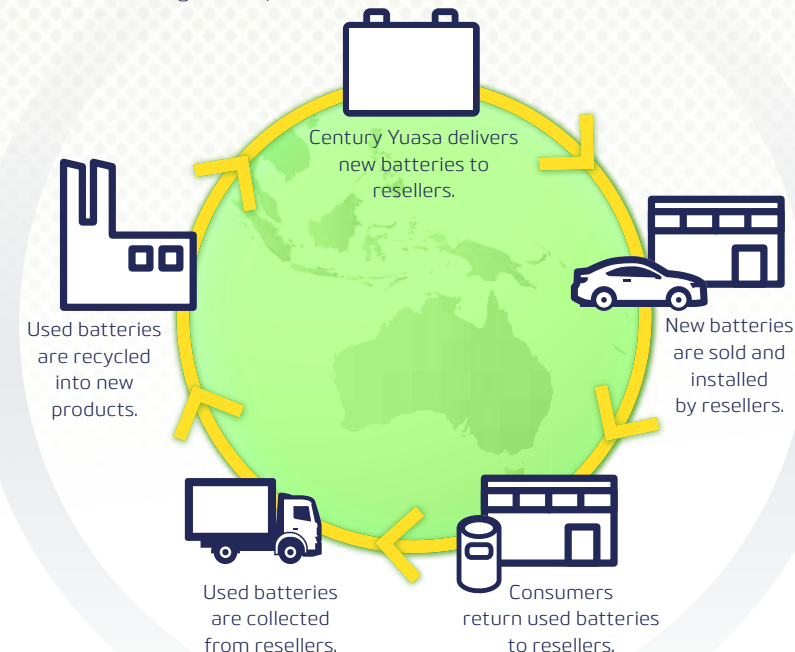 Century Yuasa delivers
new batteries to
resellers.
New batteries
are sold and
installed
by resellers.
Consumers
return used batteries
to resellers.
Used batteries
are collected
from resellers.
Used batteries
are recycled
into new
products.